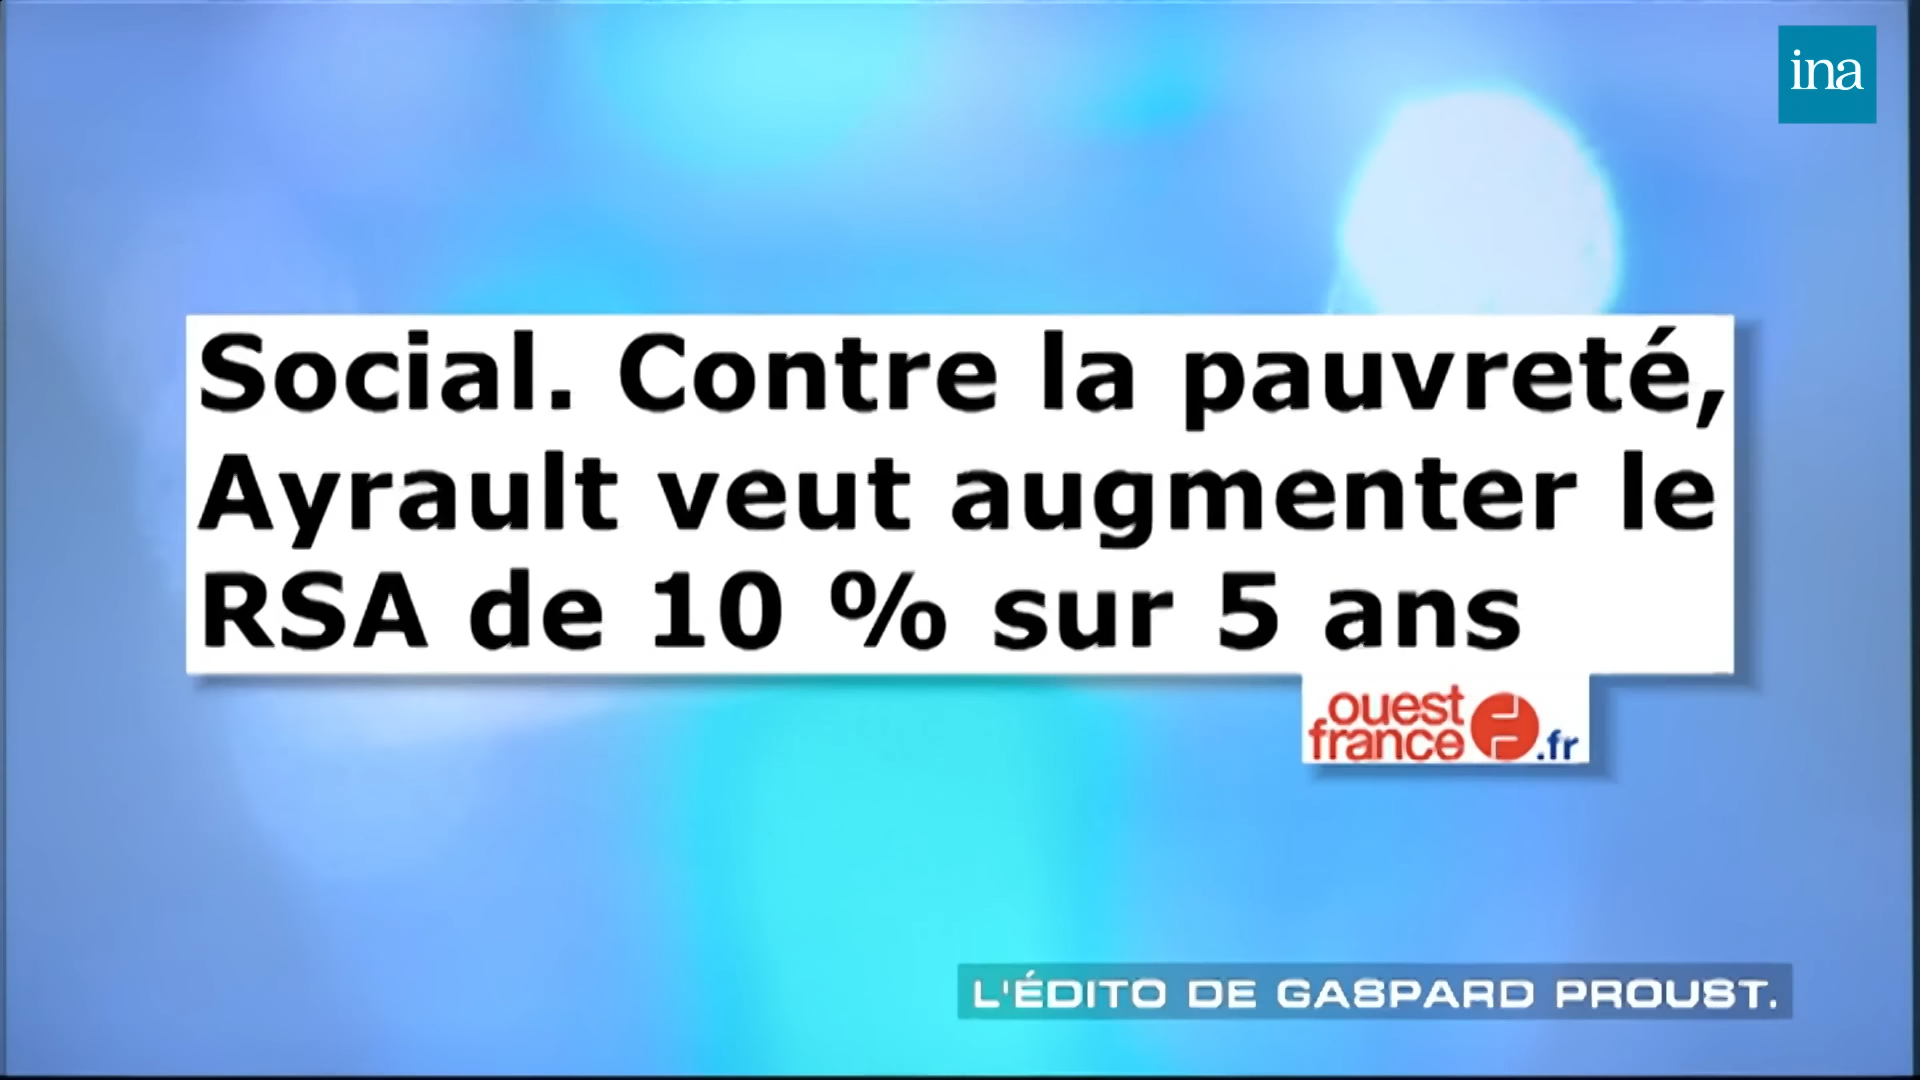 ina
Social. Contre la pauvreté,
Ayrault veut augmenter le
RSA de 10 % sur 5 ans
ouest
france
.fr
L'ÉDITO DE GASPARD PROUST.